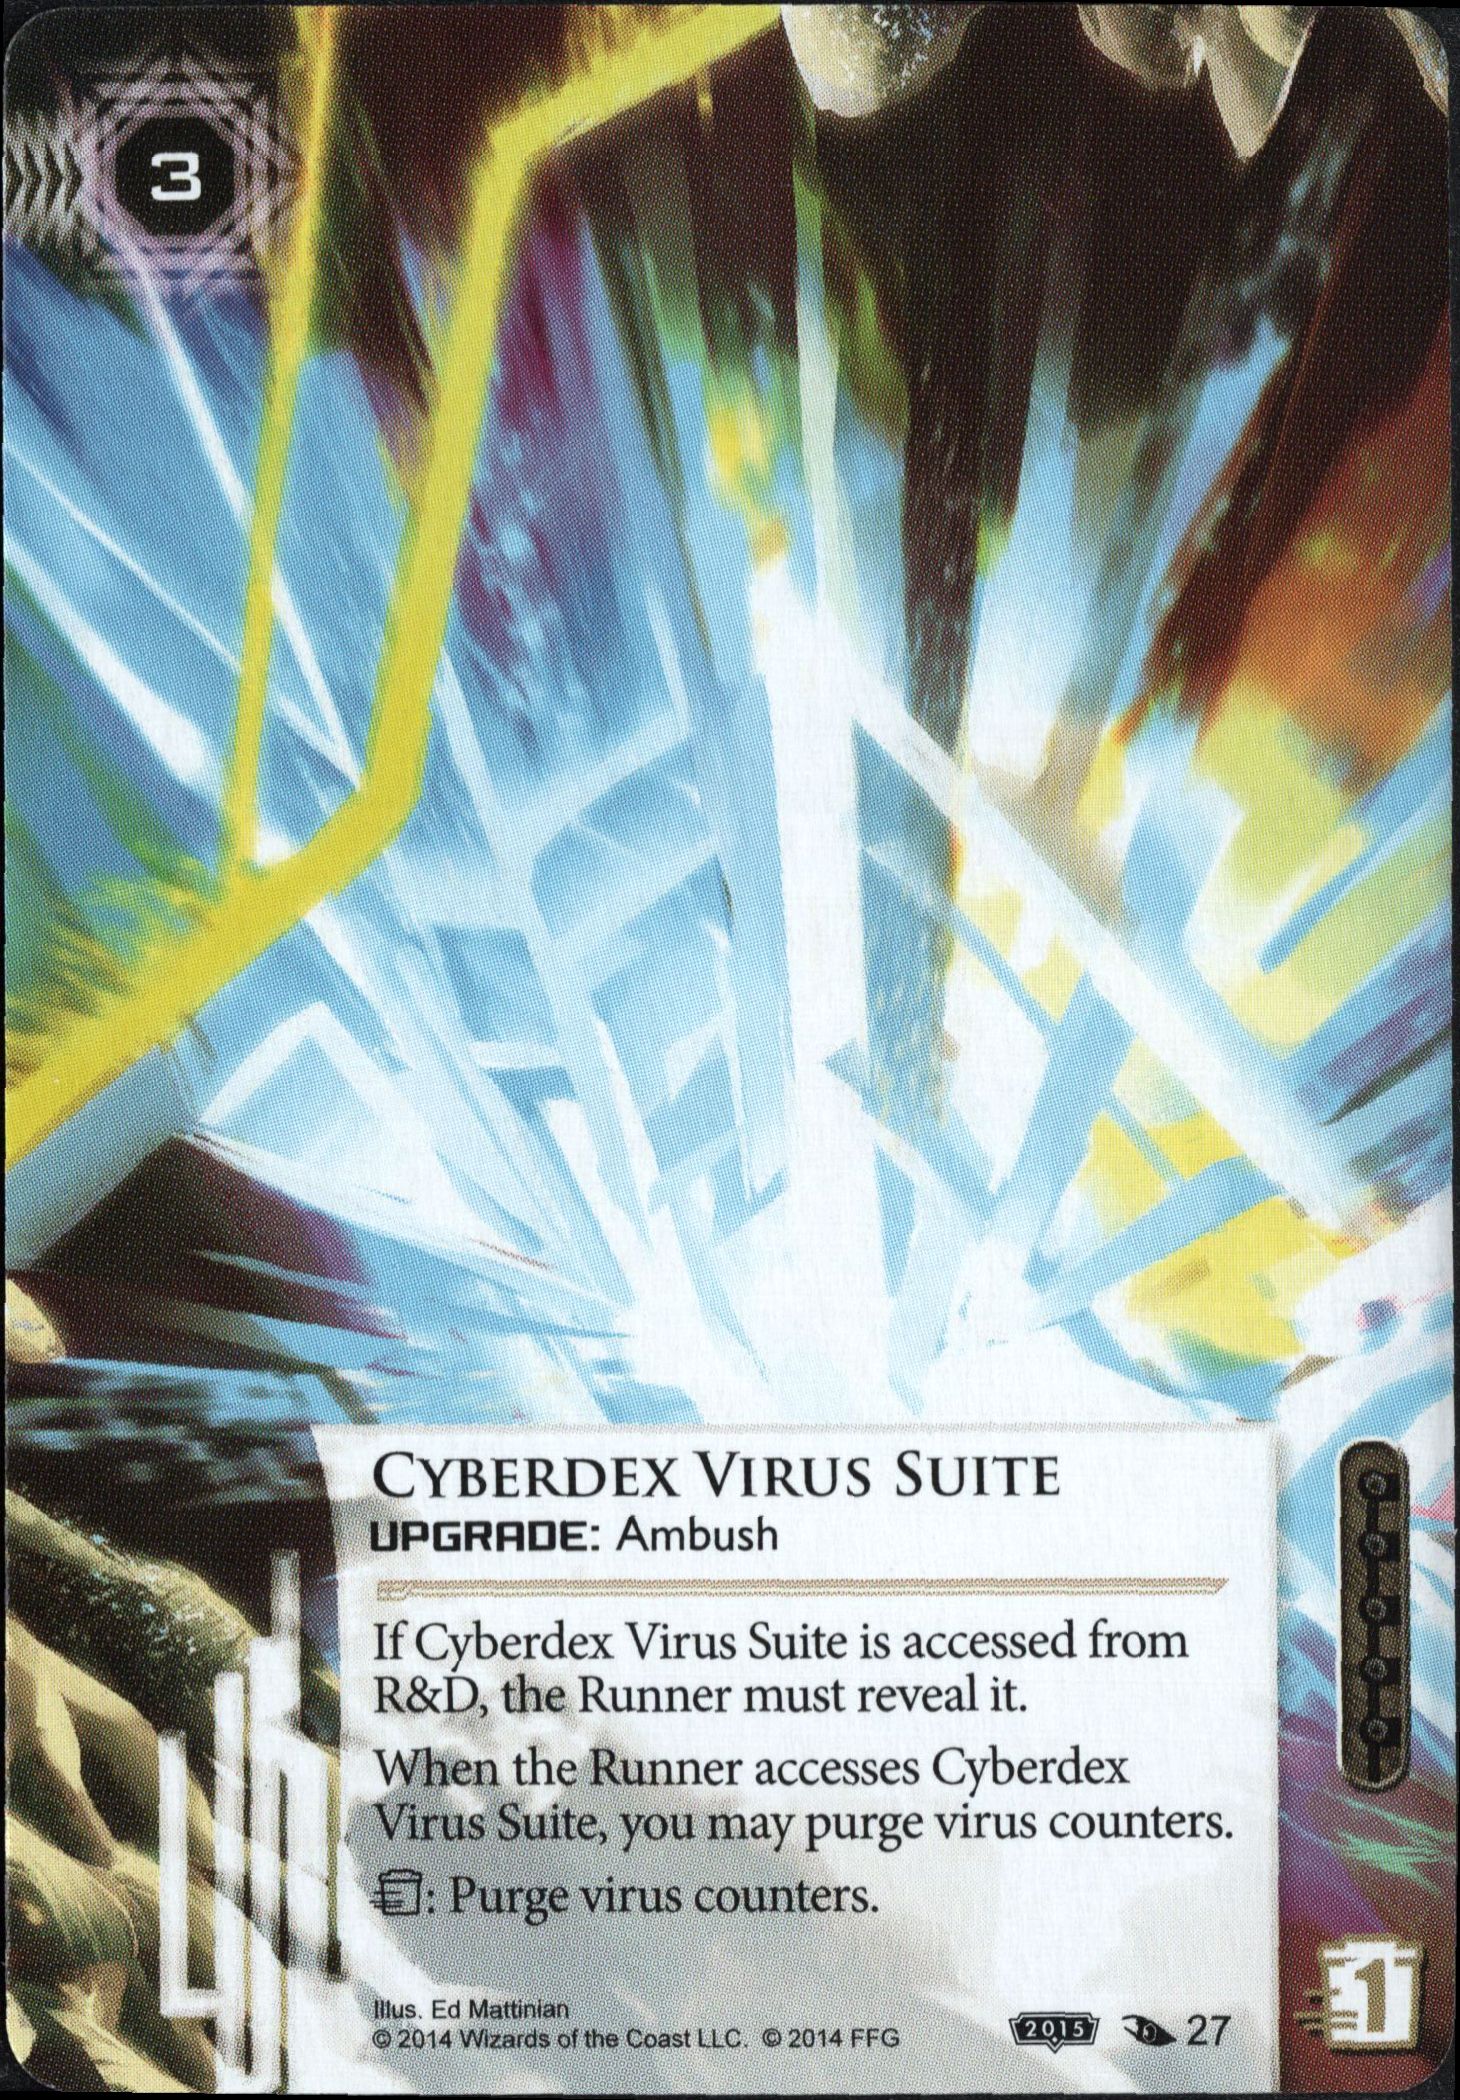 3
CYBERDEX VIRUS SUITE
UPGRADE: Ambush
If Cyberdex Virus Suite is accessed from
R&D, the Runner must reveal it.
When the Runner accesses Cyberdex
Virus Suite, you may purge virus counters.
: Purge virus counters.
Illus. Ed Mattinian
© 2014 Wizards of the Coast LLC. © 2014 FFG
2015 27
1